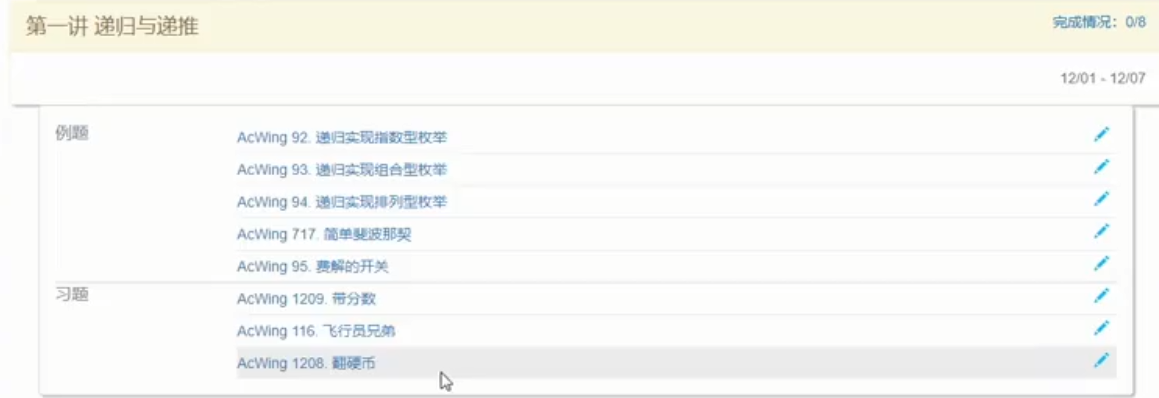 第一讲 递归与递推
完成情况：0/8
12/01 - 12/07
例题
AcWing 92. 递归实现指数型枚举
AcWing 93. 递归实现组合型枚举
AcWing 94. 递归实现排列型枚举
AcWing 717. 简单斐波那契
AcWing 95. 费解的开关
习题
AcWing 1209. 带分数
AcWing 116. 飞行员兄弟
AcWing 1208. 翻硬币